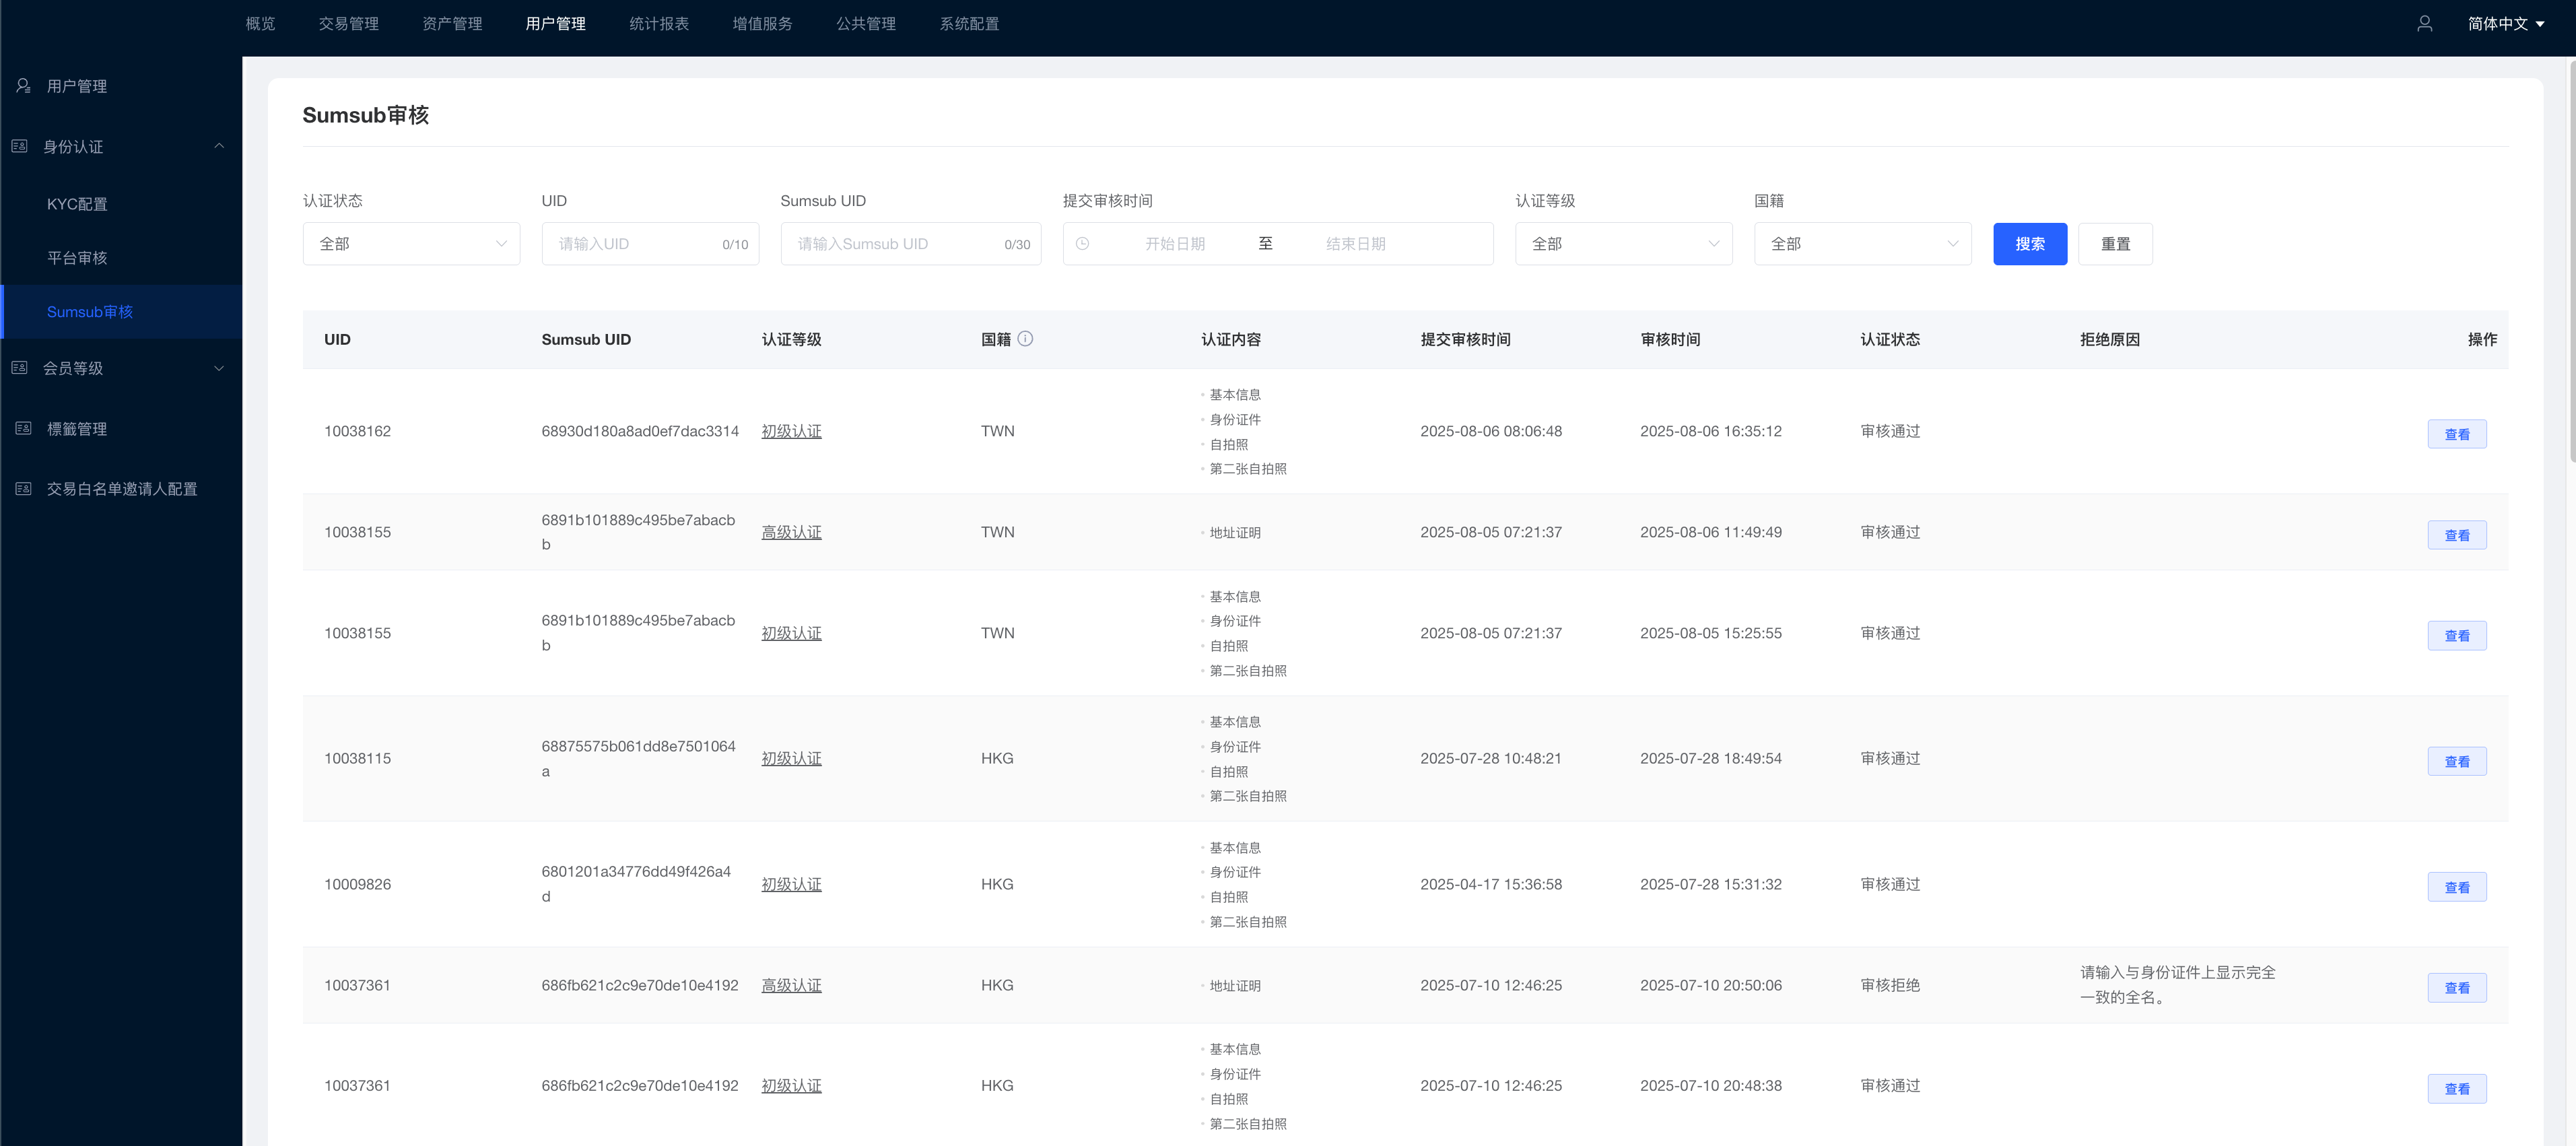 概览 交易管理 资产管理 用户管理 统计报表 增值服务 公共管理 系统配置 简体中文
用户管理
身份认证
KYC配置
平台审核
Sumsub审核
会员等级
標籤管理
交易白名单邀请人配置
Sumsub审核
认证状态 UID Sumsub UID 提交审核时间 认证等级 国籍
全部 请输入UID 0/10 请输入Sumsub UID 0/30 开始日期 至 结束日期 全部 全部 搜索 重置
UID Sumsub UID 认证等级 国籍 认证内容 提交审核时间 审核时间 认证状态 拒绝原因 操作
基本信息
身份证件
10038162 68930d180a8ad0ef7dac3314 初级认证 TWN 2025-08-06 08:06:48 2025-08-06 16:35:12 审核通过 查看
自拍照
第二张自拍照
6891b101889c495be7abacb
10038155 高级认证 TWN 地址证明 2025-08-05 07:21:37 2025-08-06 11:49:49 审核通过 查看
b
基本信息
6891b101889c495be7abacb 身份证件
10038155 初级认证 TWN 2025-08-05 07:21:37 2025-08-05 15:25:55 审核通过 查看
b 自拍照
第二张自拍照
基本信息
68875575b061dd8e7501064 身份证件
10038115 初级认证 HKG 2025-07-28 10:48:21 2025-07-28 18:49:54 审核通过 查看
a 自拍照
第二张自拍照
基本信息
6801201a34776dd49f426a4 身份证件
10009826 初级认证 HKG 2025-04-17 15:36:58 2025-07-28 15:31:32 审核通过 查看
d 自拍照
第二张自拍照
请输入与身份证件上显示完全
10037361 686fb621c2c9e70de10e4192 高级认证 HKG 地址证明 2025-07-10 12:46:25 2025-07-10 20:50:06 审核拒绝 查看
一致的全名。
基本信息
身份证件
10037361 686fb621c2c9e70de10e4192 初级认证 HKG 2025-07-10 12:46:25 2025-07-10 20:48:38 审核通过 查看
自拍照
第二张自拍照